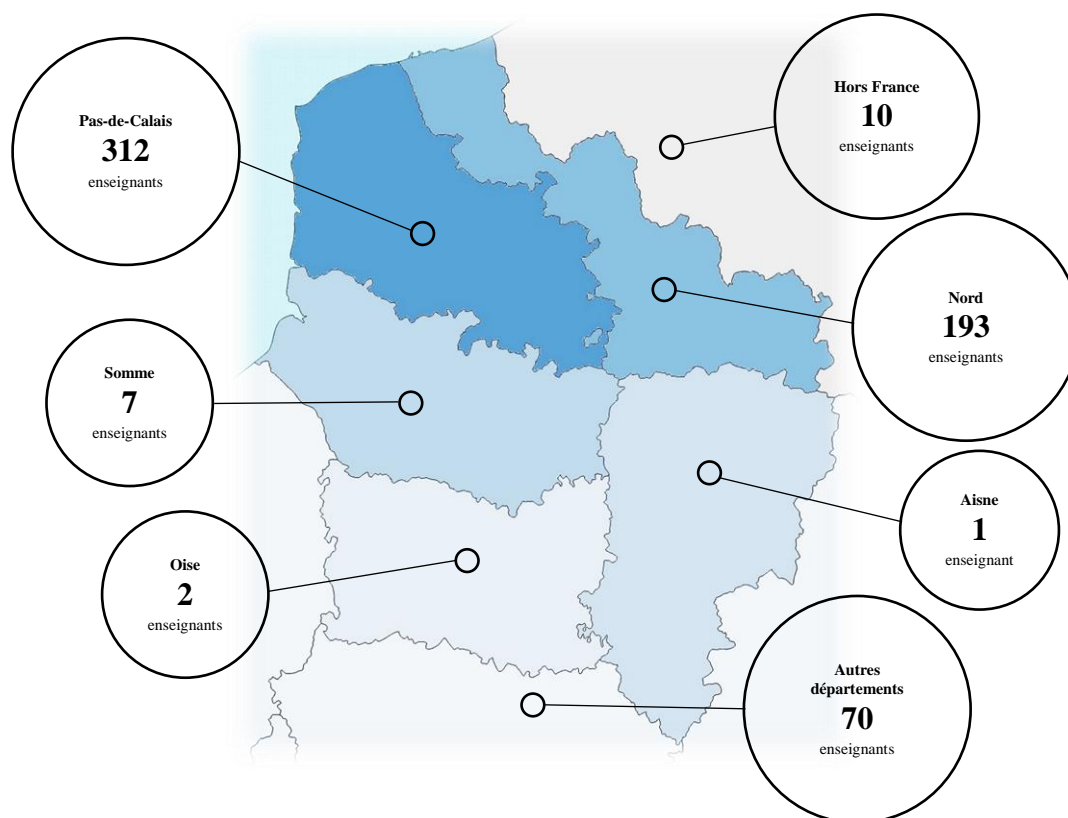 Pas-de-Calais
312
enseignants
Hors France
10
enseignants
Nord
193
enseignants
Somme
7
enseignants
Aisne
1
enseignant
Oise
2
enseignants
Autres
départements
70
enseignants